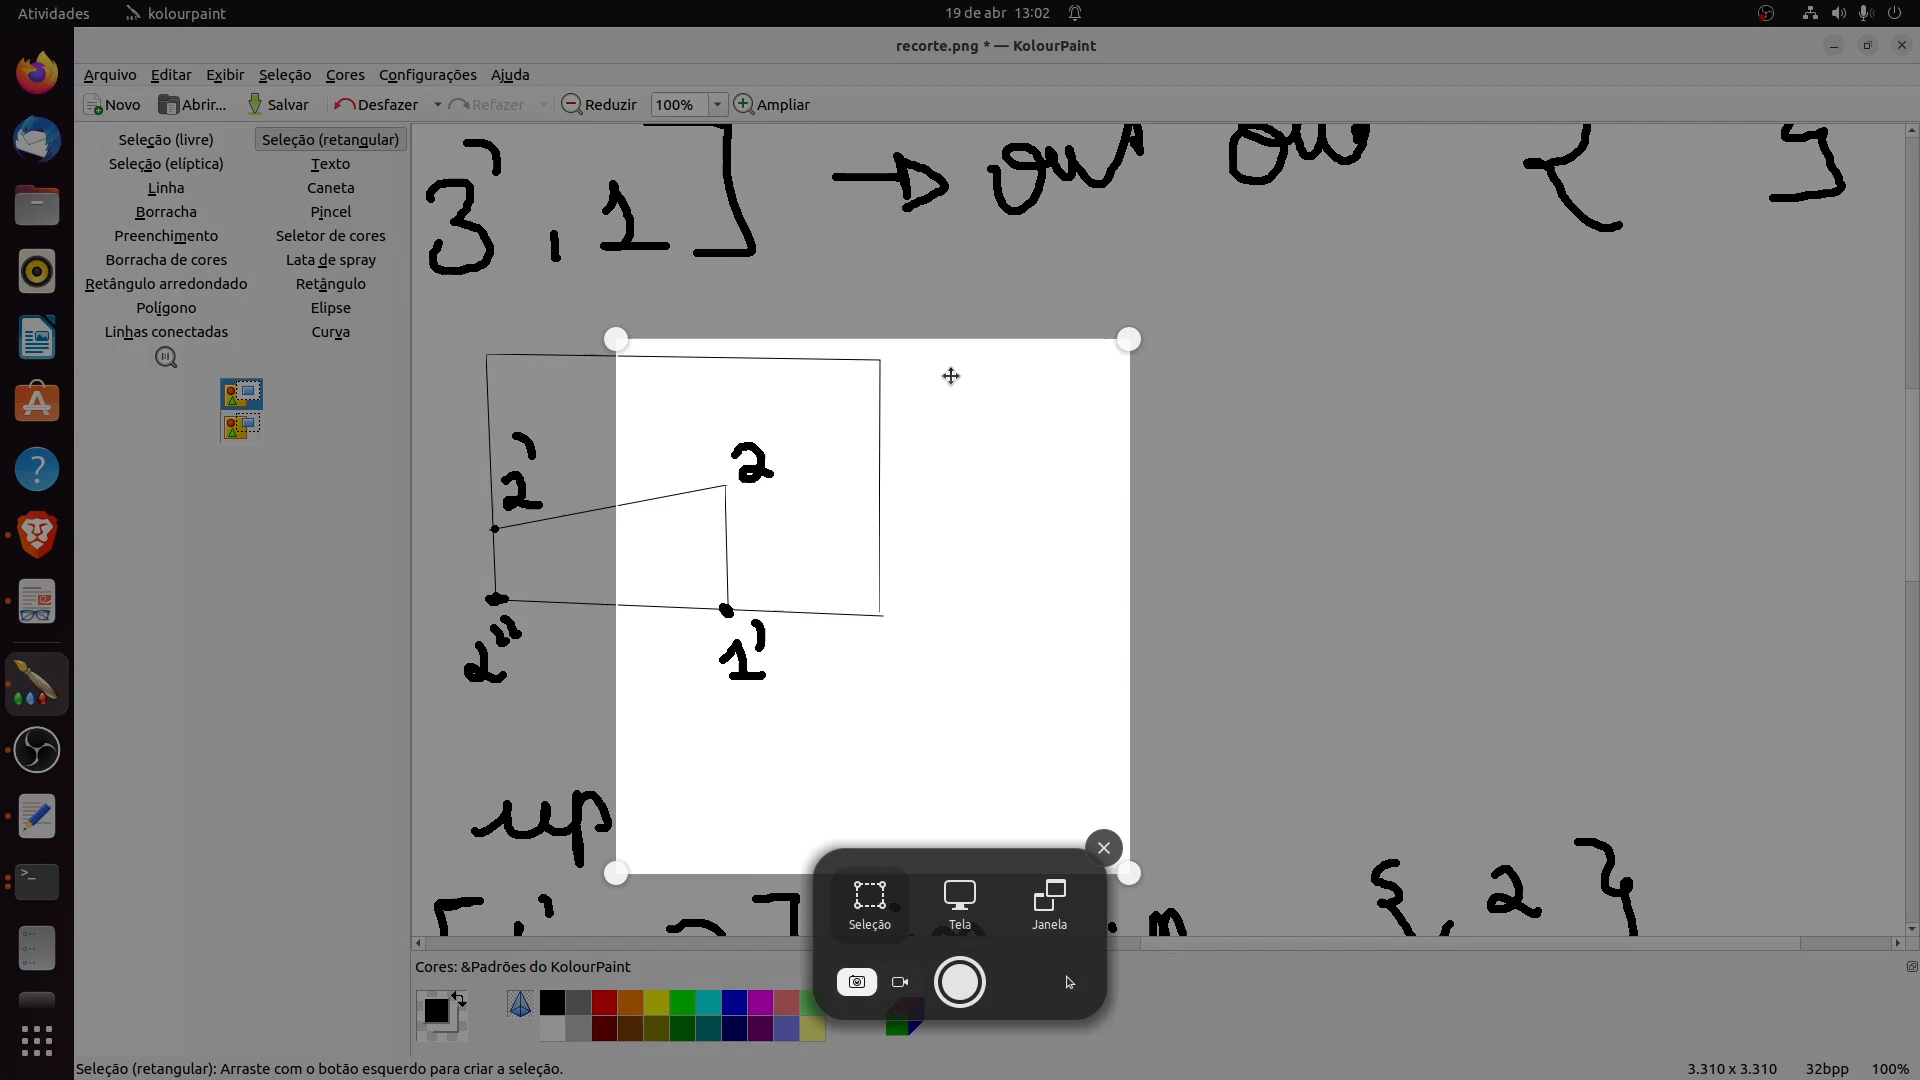 Atividades kolourpaint 19 de abr 13:02
recorte.png * — KolourPaint
Arquivo Editar Exibir Seleção Cores Configurações Ajuda
Novo Abrir... Salvar Desfazer Refazer Reduzir 100% Ampliar
Seleção (livre) Seleção (retangular)
Seleção (elíptica) Texto
Linha Caneta
Borracha Pincel
Preenchimento Seletor de cores
Borracha de cores Lata de spray
Retângulo arredondado Retângulo
Polígono Elipse
Linhas conectadas Curva
3' , 1 ] → out out { }
2
2'
2''
1'
up
{ , 2 }
Seleção Tela Janela
Cores: &Padrões do KolourPaint
Seleção (retangular): Arraste com o botão esquerdo para criar a seleção. 3.310 x 3.310 32bpp 100%